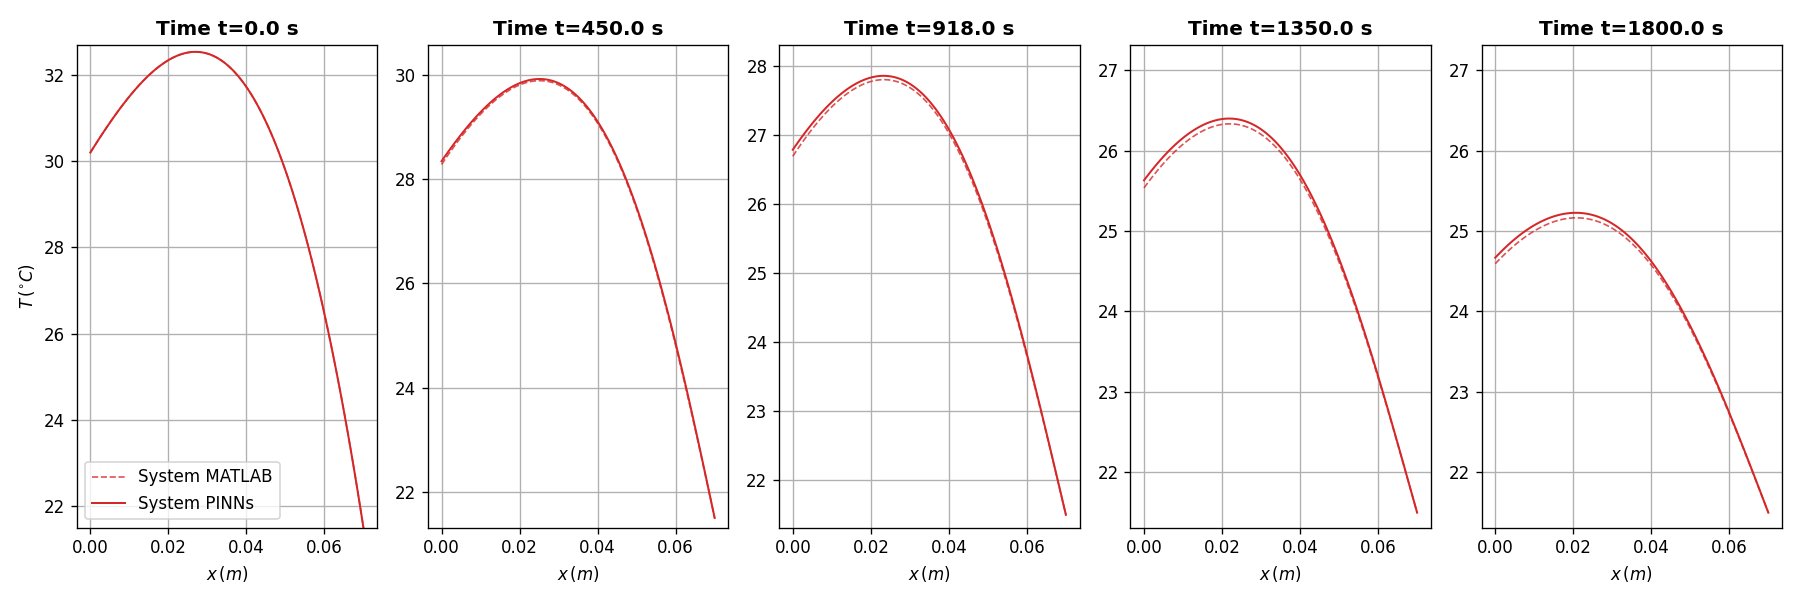 Time t=0.0 s
Time t=450.0 s
Time t=918.0 s
Time t=1350.0 s
Time t=1800.0 s
T (°C)
32
30
28
26
24
22
System MATLAB
System PINNs
0.00 0.02 0.04 0.06
x (m)
30
28
26
24
22
0.00 0.02 0.04 0.06
x (m)
28
27
26
25
24
23
22
0.00 0.02 0.04 0.06
x (m)
27
26
25
24
23
22
0.00 0.02 0.04 0.06
x (m)
27
26
25
24
23
22
0.00 0.02 0.04 0.06
x (m)